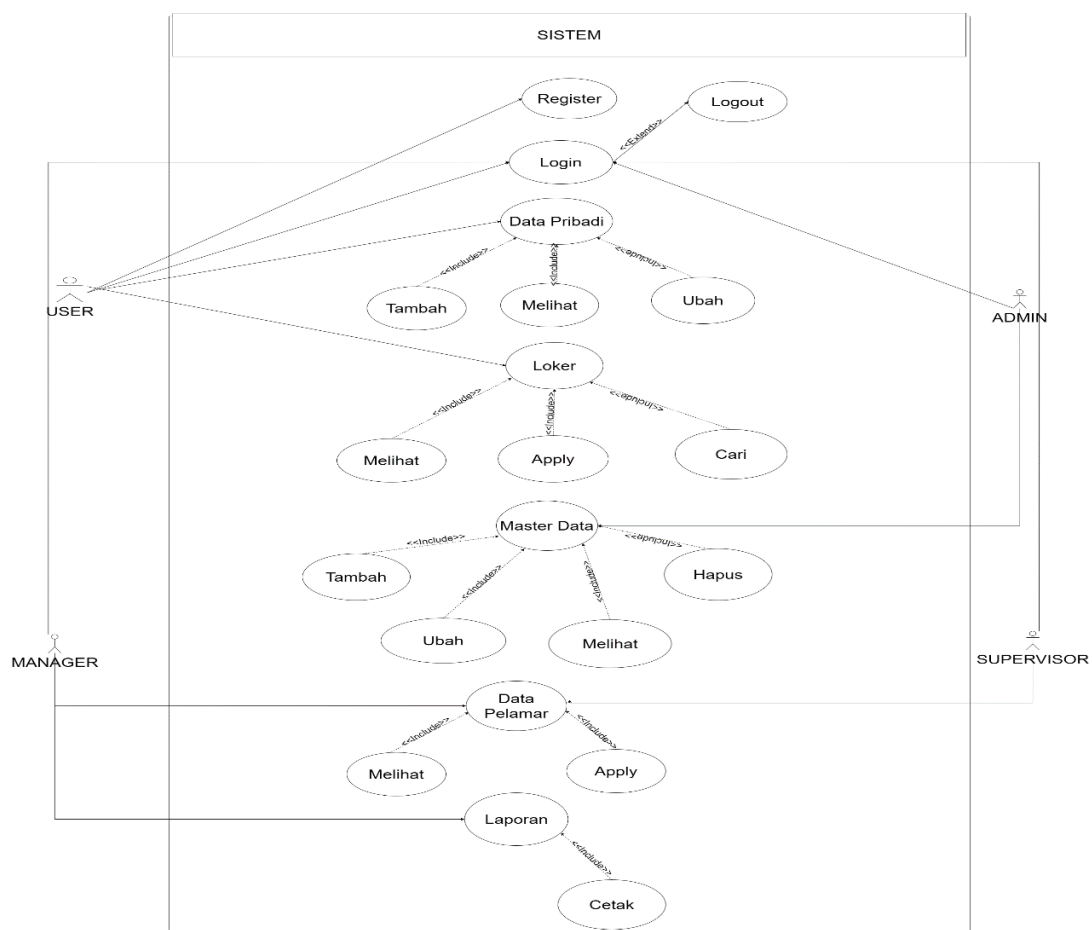 SISTEM
Register
Logout
<<Extend>>
Login
Data Pribadi
<<Include>>
<<Include>>
<<Include>>
Tambah
Melihat
Ubah
USER
ADMIN
Loker
<<Include>>
<<Include>>
<<Include>>
Melihat
Apply
Cari
Master Data
<<Include>>
<<Include>>
<<Include>>
<<Include>>
Tambah
Hapus
Ubah
Melihat
MANAGER
SUPERVISOR
Data
Pelamar
<<Include>>
<<Include>>
Melihat
Apply
Laporan
<<Include>>
Cetak